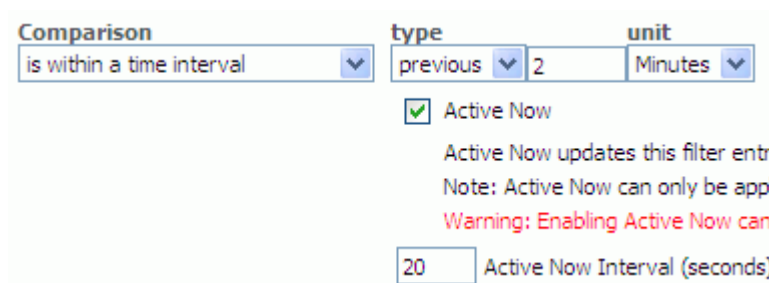 Comparison type unit
is within a time interval previous 2 Minutes
Active Now
Active Now updates this filter entr
Note: Active Now can only be app
Warning: Enabling Active Now can
20 Active Now Interval (seconds)